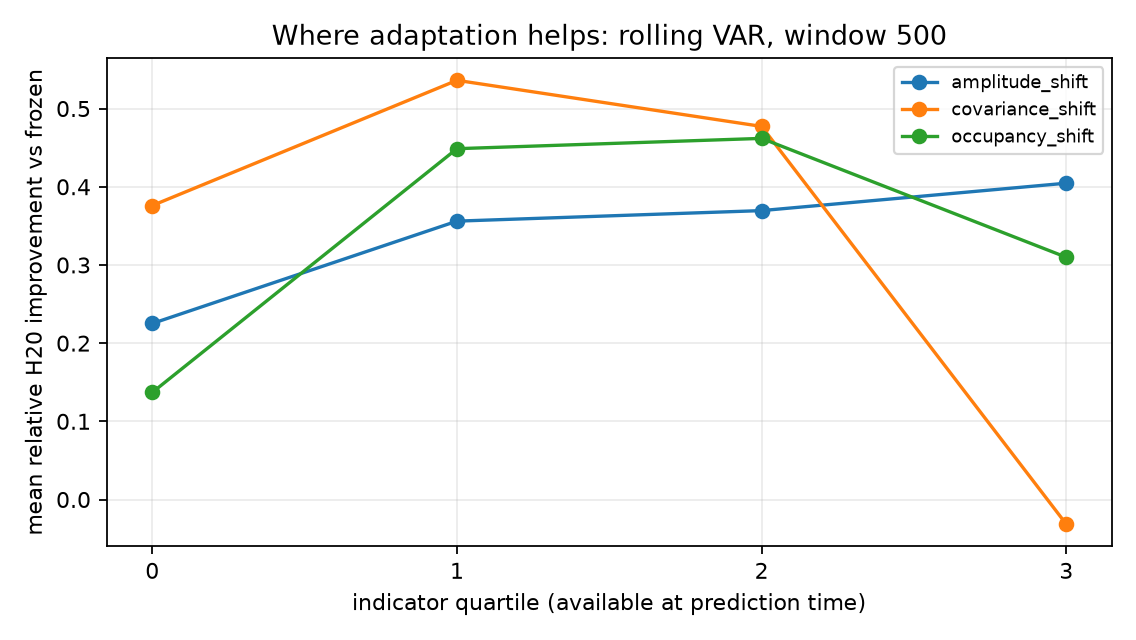 Where adaptation helps: rolling VAR, window 500
mean relative H20 improvement vs frozen
0.5
0.4
0.3
0.2
0.1
0.0
amplitude_shift
covariance_shift
occupancy_shift
0 1 2 3
indicator quartile (available at prediction time)